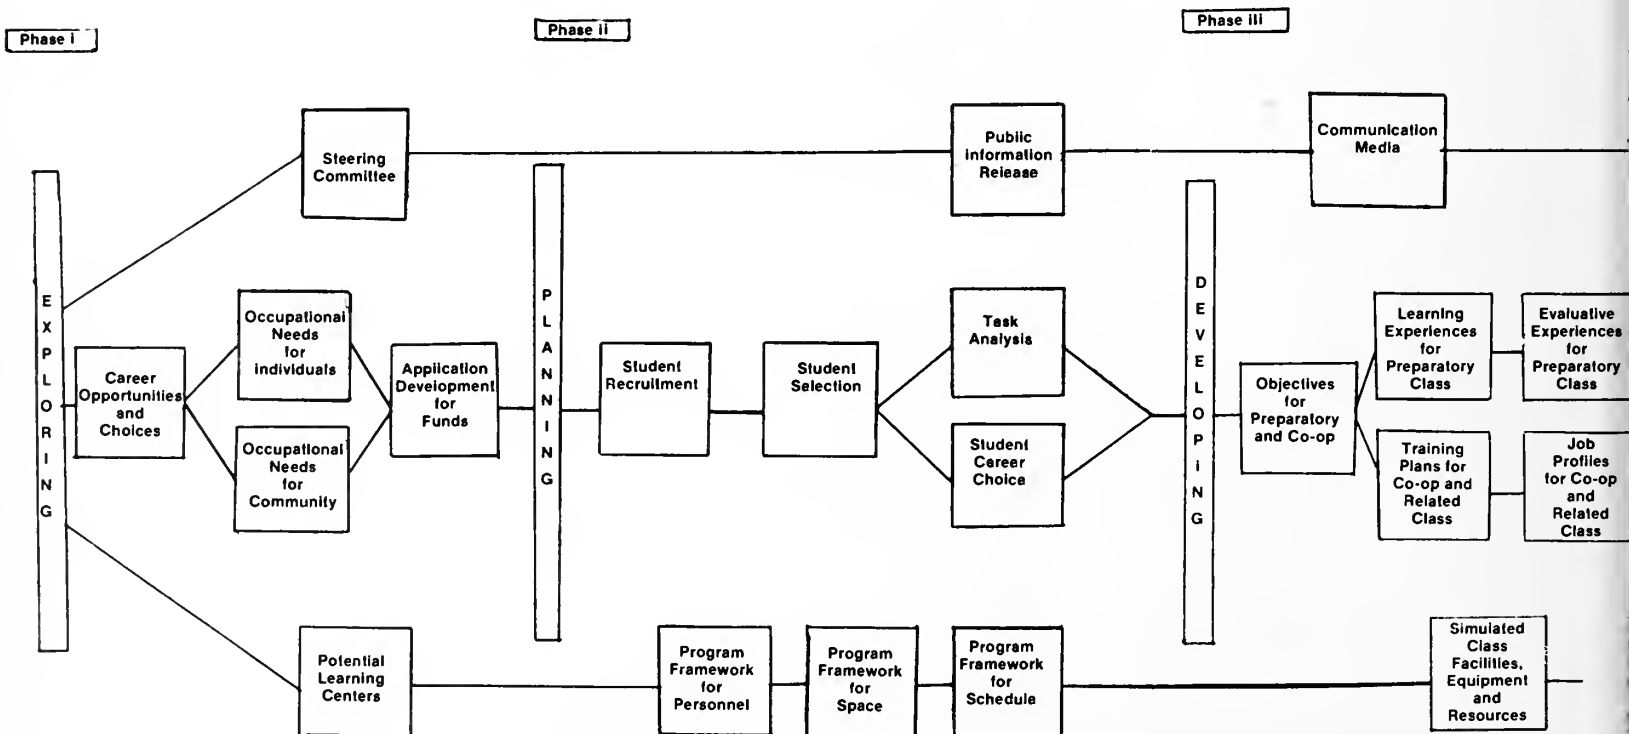 Phase i
Phase ii
Phase iii
Steering
Committee
Public
information
Release
Communication
Media
EXPLORING
Career
Opportunities
and
Choices
Occupational
Needs
for
individuals
Occupational
Needs
for
Community
Application
Development
for
Funds
PLANNING
Student
Recruitment
Student
Selection
Task
Analysis
Student
Career
Choice
DEVELOPING
Objectives
for
Preparatory
and Co-op
Learning
Experiences
for
Preparatory
Class
Evaluative
Experiences
for
Preparatory
Class
Training
Plans for
Co-op and
Related
Class
Job
Profiles
for Co-op
and
Related
Class
Potential
Learning
Centers
Program
Framework
for
Personnel
Program
Framework
for
Space
Program
Framework
for
Schedule
Simulated
Class
Facilities,
Equipment
and
Resources